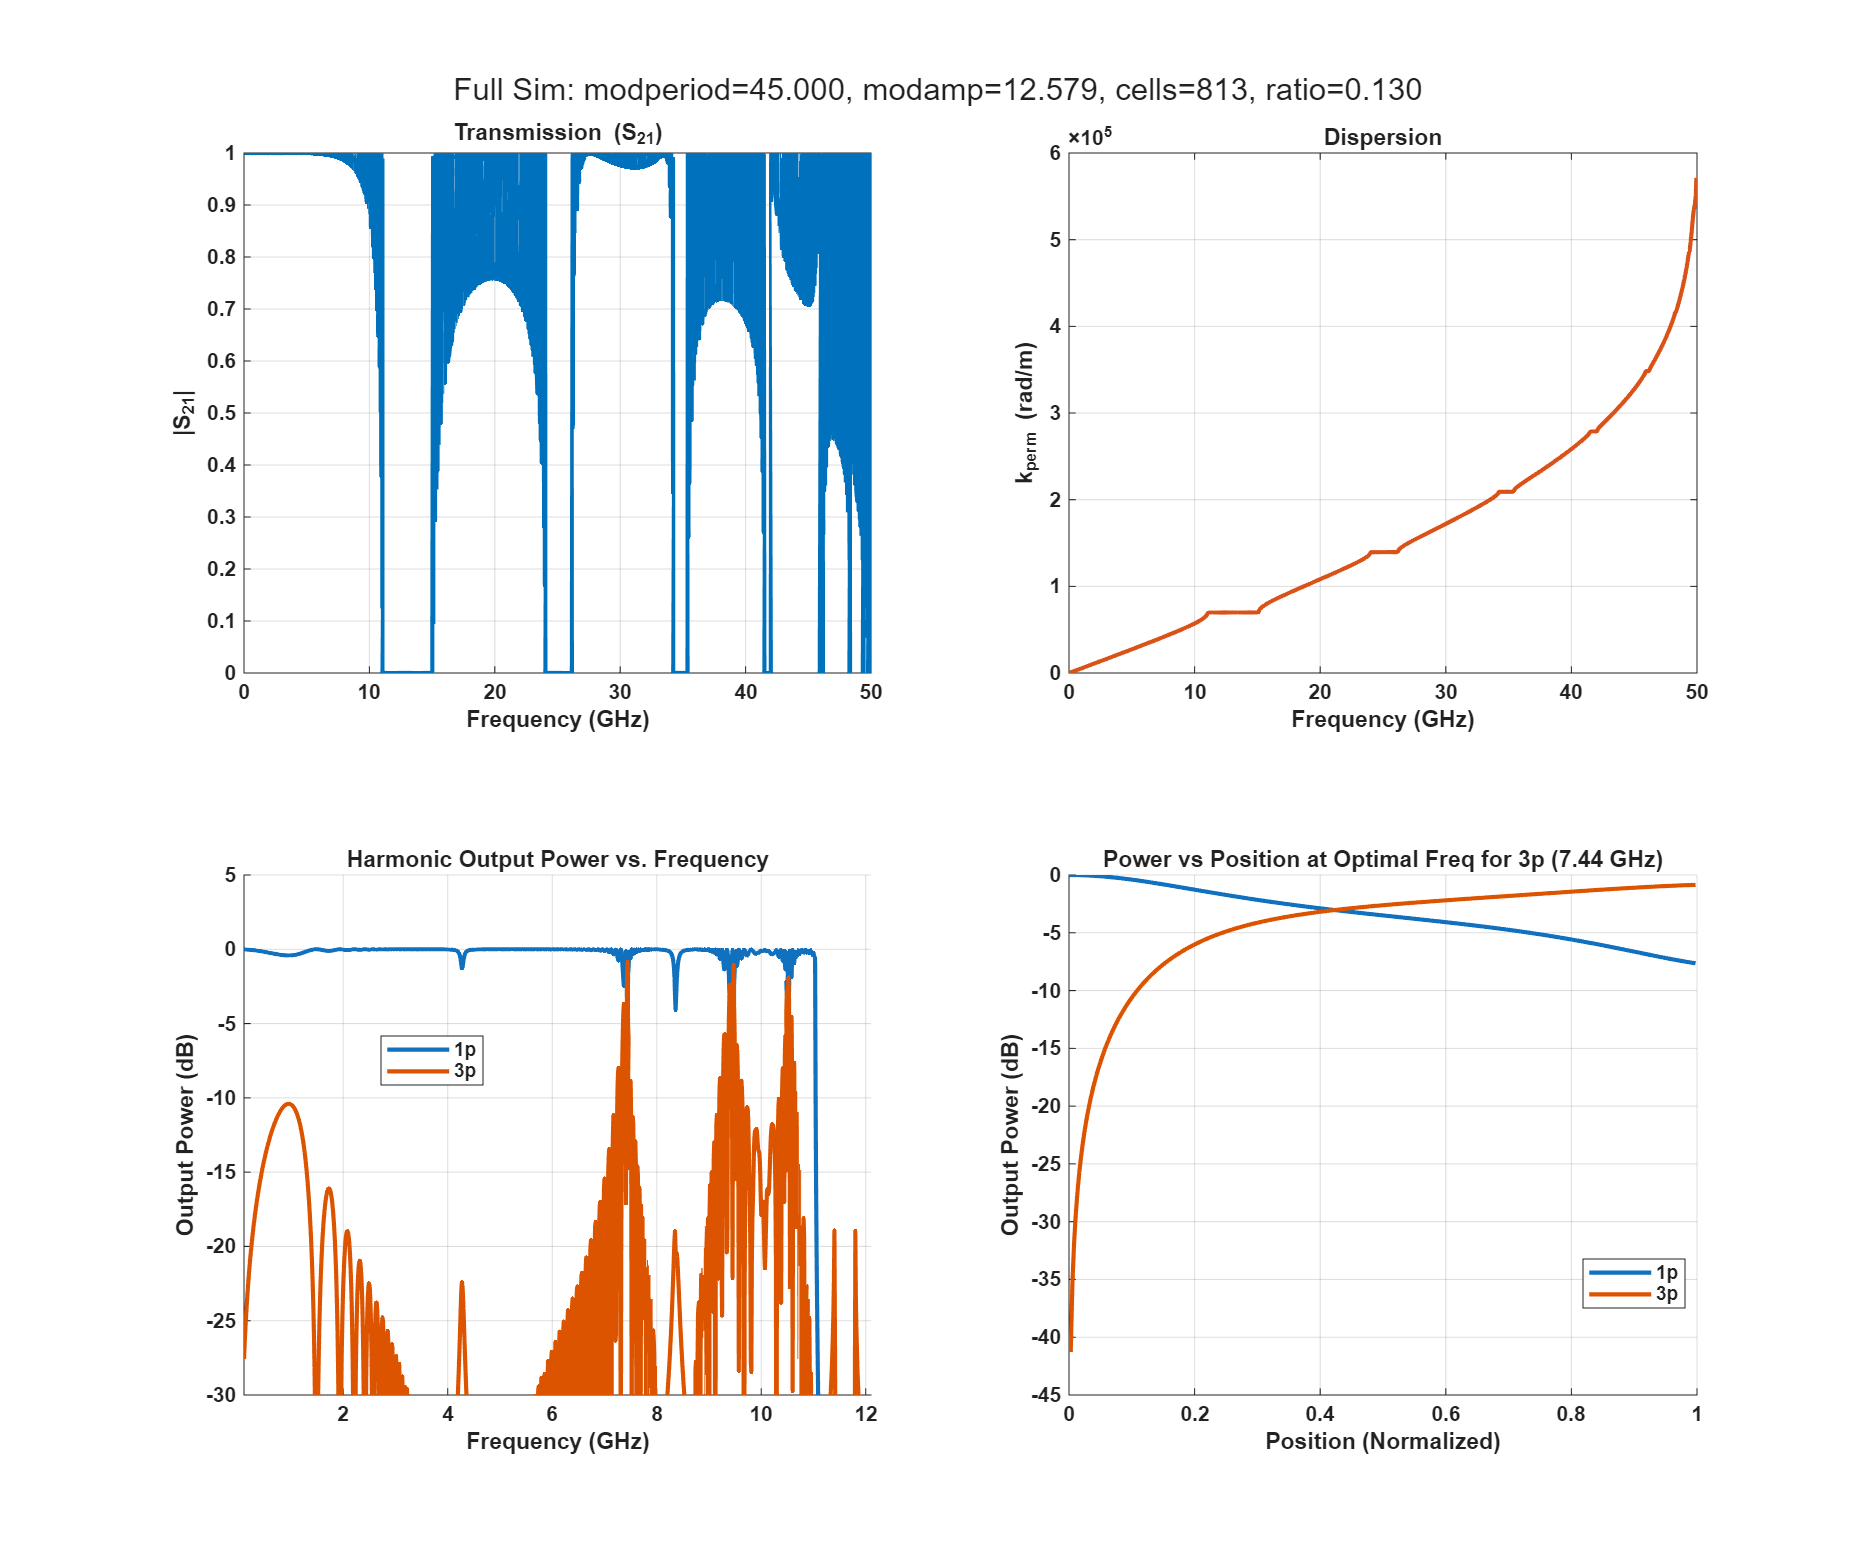 Full Sim: modperiod=45.000, modamp=12.579, cells=813, ratio=0.130
Transmission (S21)
1
0.9
0.8
0.7
0.6
0.5
0.4
0.3
0.2
0.1
0
|S21|
0 10 20 30 40 50
Frequency (GHz)
×10^5
Dispersion
6
5
4
3
2
1
0
kperm (rad/m)
0 10 20 30 40 50
Frequency (GHz)
Harmonic Output Power vs. Frequency
5
0
-5
-10
-15
-20
-25
-30
Output Power (dB)
1p
3p
2 4 6 8 10 12
Frequency (GHz)
Power vs Position at Optimal Freq for 3p (7.44 GHz)
0
-5
-10
-15
-20
-25
-30
-35
-40
-45
Output Power (dB)
1p
3p
0 0.2 0.4 0.6 0.8 1
Position (Normalized)